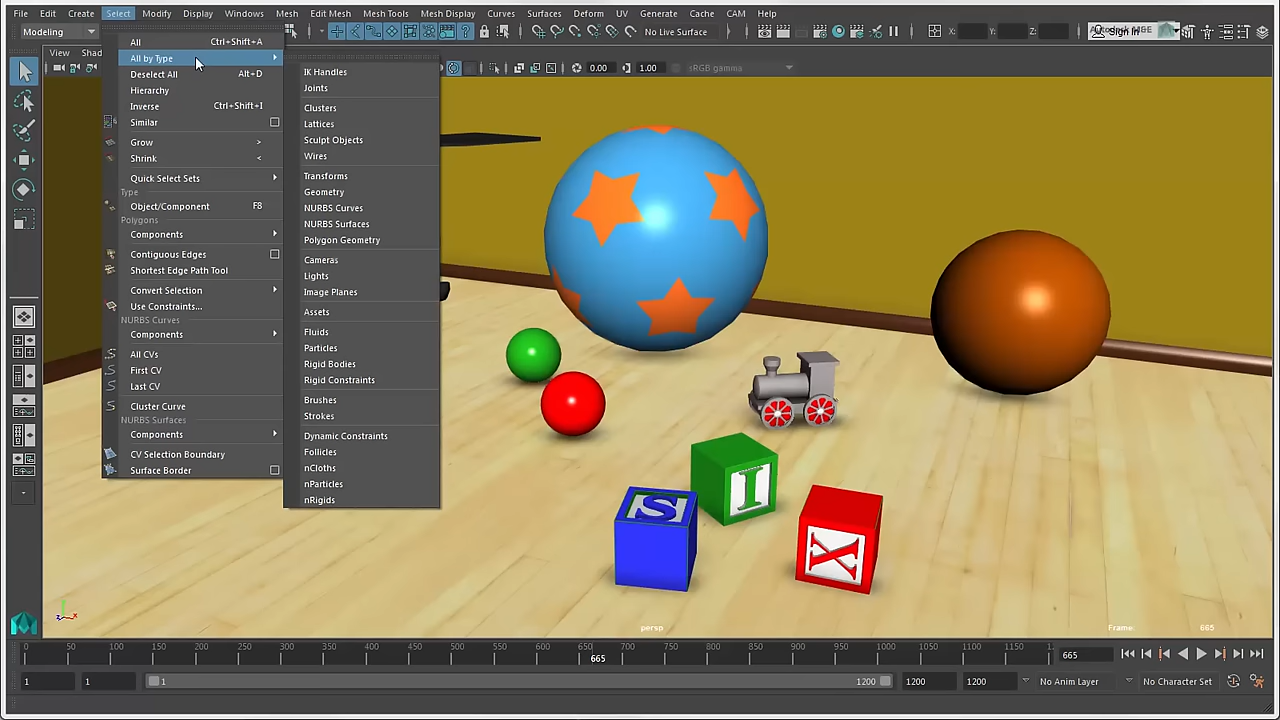 File Edit Create Select Modify Display Windows Mesh Edit Mesh Mesh Tools Mesh Display Curves Surfaces Deform UV Generate Cache CAM Help
Modeling
No Live Surface
X:
Y:
Z:
Sign In
View Shad
0.00
1.00
sRGB gamma
All Ctrl+Shift+A
All by Type
Deselect All Alt+D
Hierarchy
Inverse Ctrl+Shift+I
Similar
Grow >
Shrink <
Quick Select Sets
Type
Object/Component F8
Polygons
Components
Contiguous Edges
Shortest Edge Path Tool
Convert Selection
Use Constraints...
NURBS Curves
Components
All CVs
First CV
Last CV
Cluster Curve
NURBS Surfaces
Components
CV Selection Boundary
Surface Border
IK Handles
Joints
Clusters
Lattices
Sculpt Objects
Wires
Transforms
Geometry
NURBS Curves
NURBS Surfaces
Polygon Geometry
Cameras
Lights
Image Planes
Assets
Fluids
Particles
Rigid Bodies
Rigid Constraints
Brushes
Strokes
Dynamic Constraints
Follicles
nCloths
nParticles
nRigids
I
S
X
persp
Frame: 665
0 50 100 150 200 250 300 350 400 450 500 550 600 650 700 750 800 850 900 950 1000 1050 1100 1150
665
665
1 1 1 1200 1200 1200 No Anim Layer No Character Set